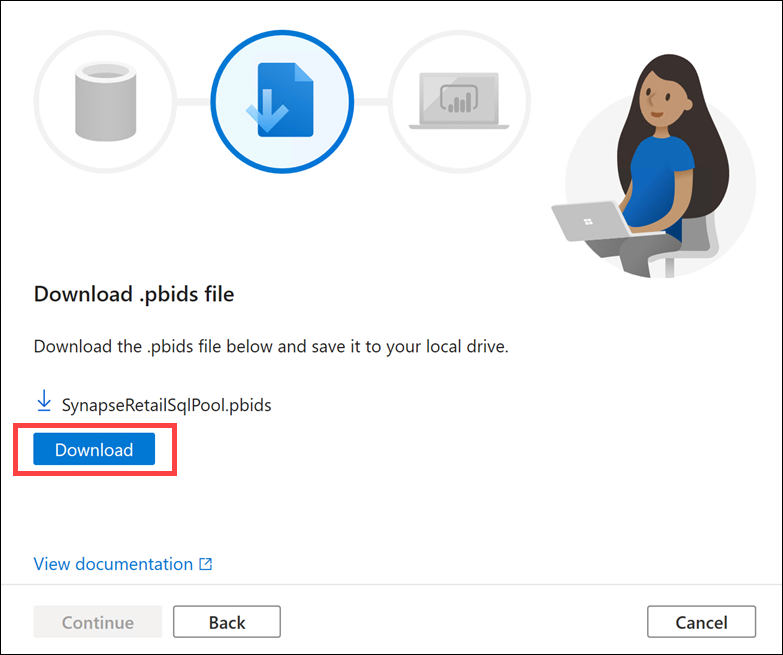 Download .pbids file
Download the .pbids file below and save it to your local drive.
SynapseRetailSqlPool.pbids
Download
View documentation
Continue
Back
Cancel